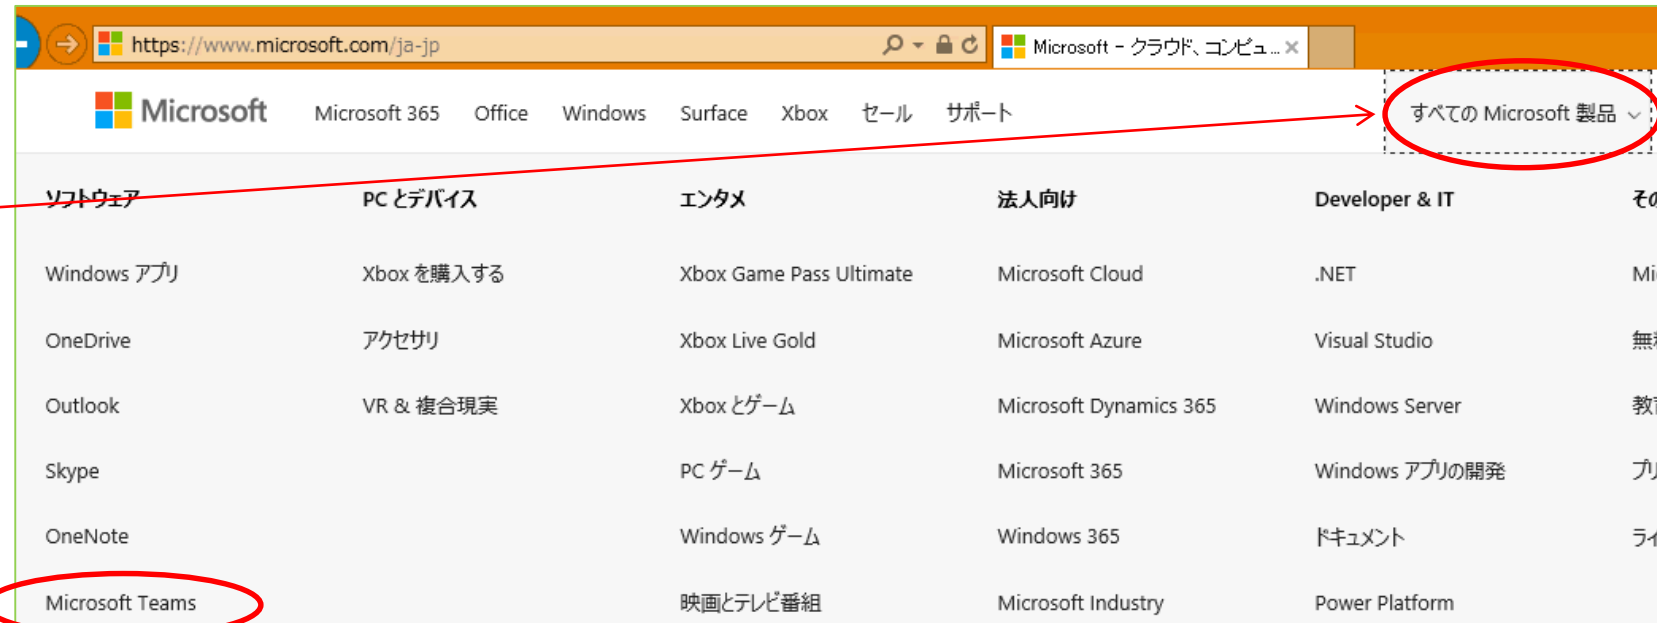 https://www.microsoft.com/ja-jp
Microsoft - クラウド、コンピュ...
Microsoft Microsoft 365 Office Windows Surface Xbox セール サポート すべての Microsoft 製品
ソフトウェア PC とデバイス エンタメ 法人向け Developer & IT
Windows アプリ Xbox を購入する Xbox Game Pass Ultimate Microsoft Cloud .NET
OneDrive アクセサリ Xbox Live Gold Microsoft Azure Visual Studio
Outlook VR & 複合現実 Xbox とゲーム Microsoft Dynamics 365 Windows Server
Skype PC ゲーム Microsoft 365 Windows アプリの開発
OneNote Windows ゲーム Windows 365 ドキュメント
Microsoft Teams 映画とテレビ番組 Microsoft Industry Power Platform